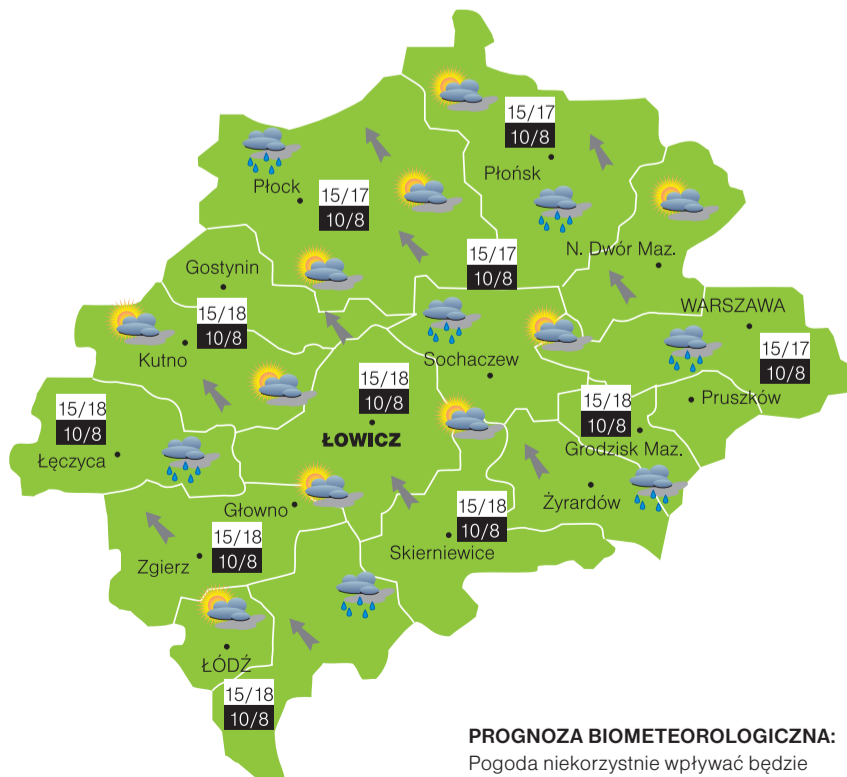 15/17
10/8
Płońsk
Płock
15/17
10/8
N. Dwór Maz.
15/17
10/8
Gostynin
WARSZAWA
15/18
10/8
Kutno
15/17
10/8
Sochaczew
15/18
10/8
ŁOWICZ
Pruszków
15/18
10/8
Grodzisk Maz.
15/18
10/8
Łęczyca
Żyrardów
Głowno
15/18
10/8
Skierniewice
15/18
10/8
Zgierz
ŁÓDŹ
15/18
10/8
PROGNOZA BIOMETEOROLOGICZNA:
Pogoda niekorzystnie wpływać będzie